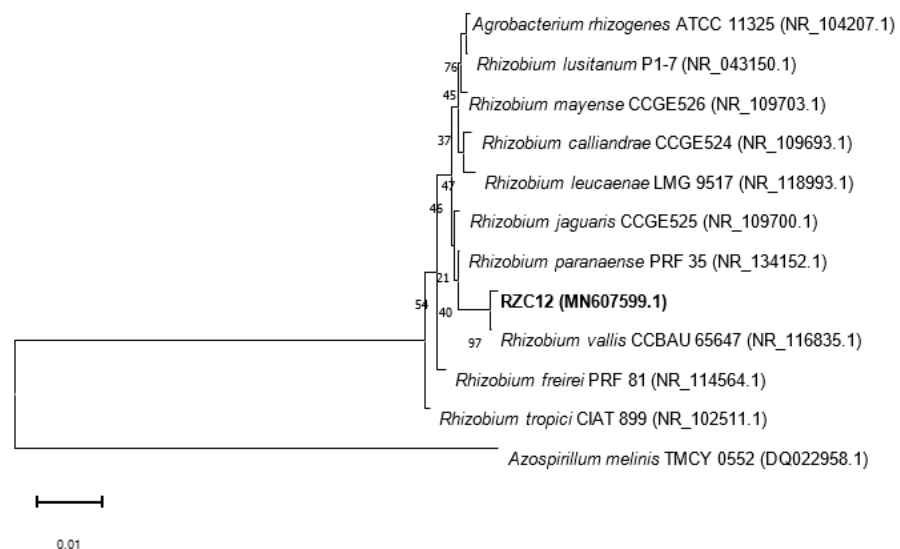 Agrobacterium rhizogenes ATCC 11325 (NR_104207.1)
Rhizobium lusitanum P1-7 (NR_043150.1)
76
45
Rhizobium mayense CCGE526 (NR_109703.1)
37
Rhizobium calliandrae CCGE524 (NR_109693.1)
47
Rhizobium leucaenae LMG 9517 (NR_118993.1)
46
Rhizobium jaguaris CCGE525 (NR_109700.1)
Rhizobium paranaense PRF 35 (NR_134152.1)
21
RZC12 (MN607599.1)
54
40
97
Rhizobium vallis CCBAU 65647 (NR_116835.1)
Rhizobium freirei PRF 81 (NR_114564.1)
Rhizobium tropici CIAT 899 (NR_102511.1)
Azospirillum melinis TMCY 0552 (DQ022958.1)
0.01